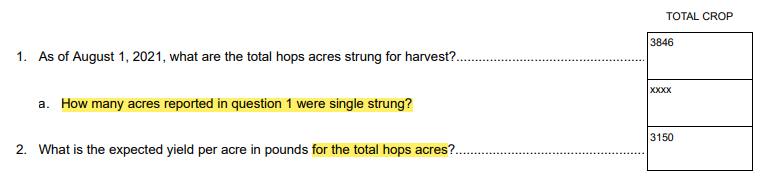 TOTAL CROP
3846
1. As of August 1, 2021, what are the total hops acres strung for harvest?..................................................
xxxx
a. How many acres reported in question 1 were single strung?
3150
2. What is the expected yield per acre in pounds for the total hops acres?..................................................